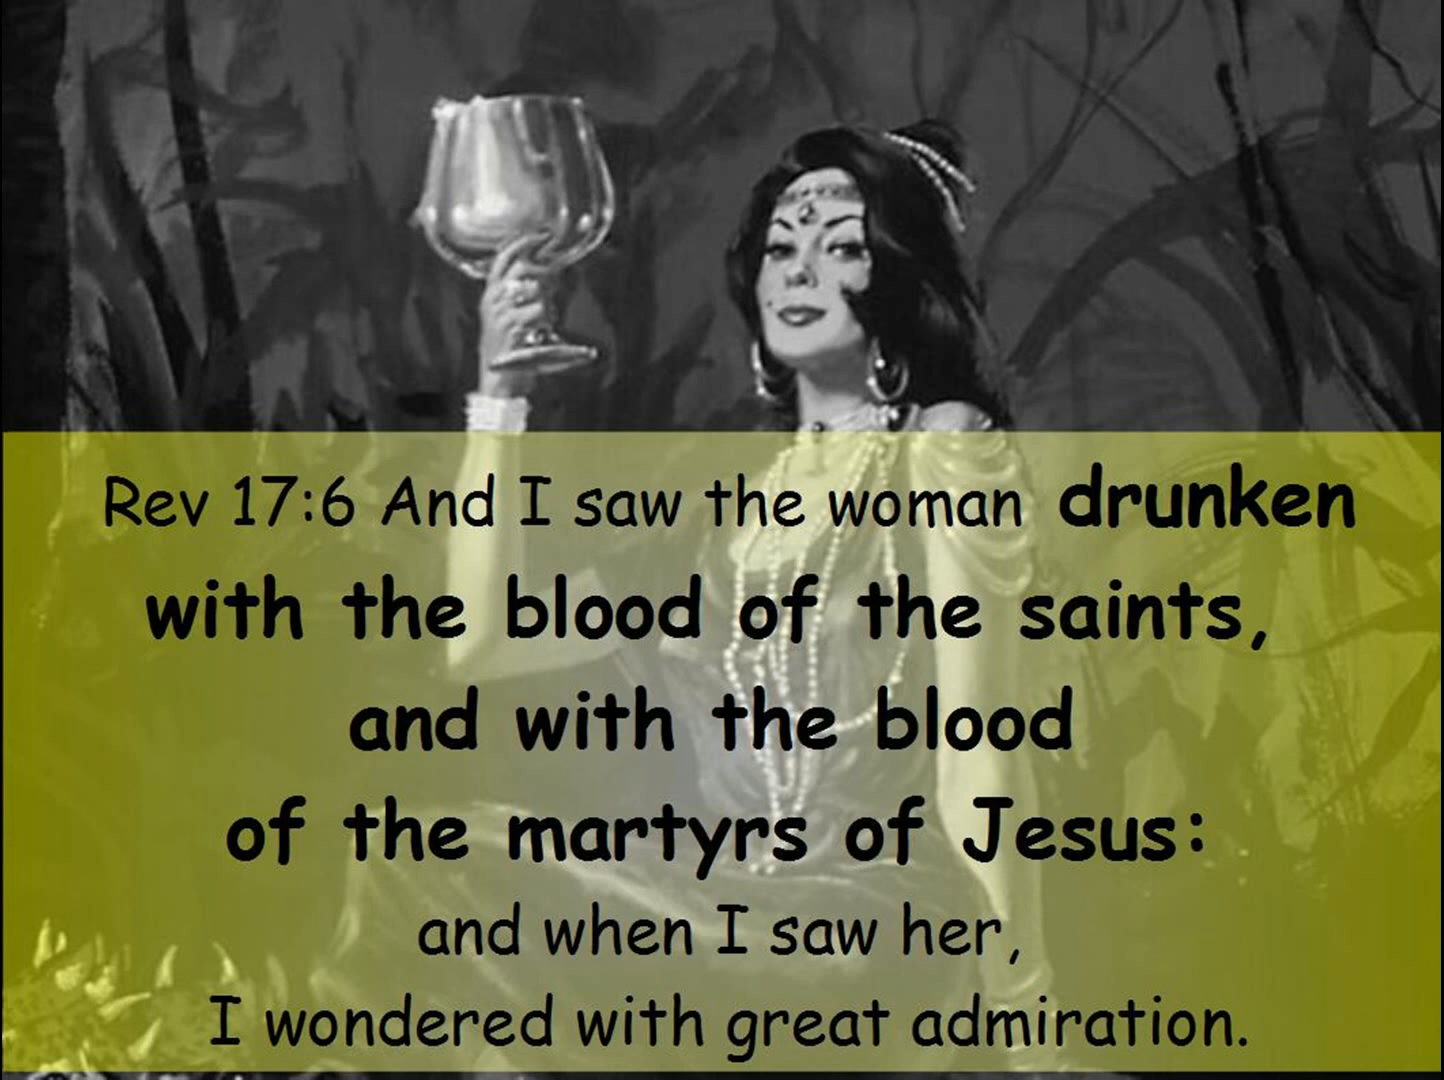 Rev 17:6 And I saw the woman drunken
with the blood of the saints,
and with the blood
of the martyrs of Jesus:
and when I saw her,
I wondered with great admiration.